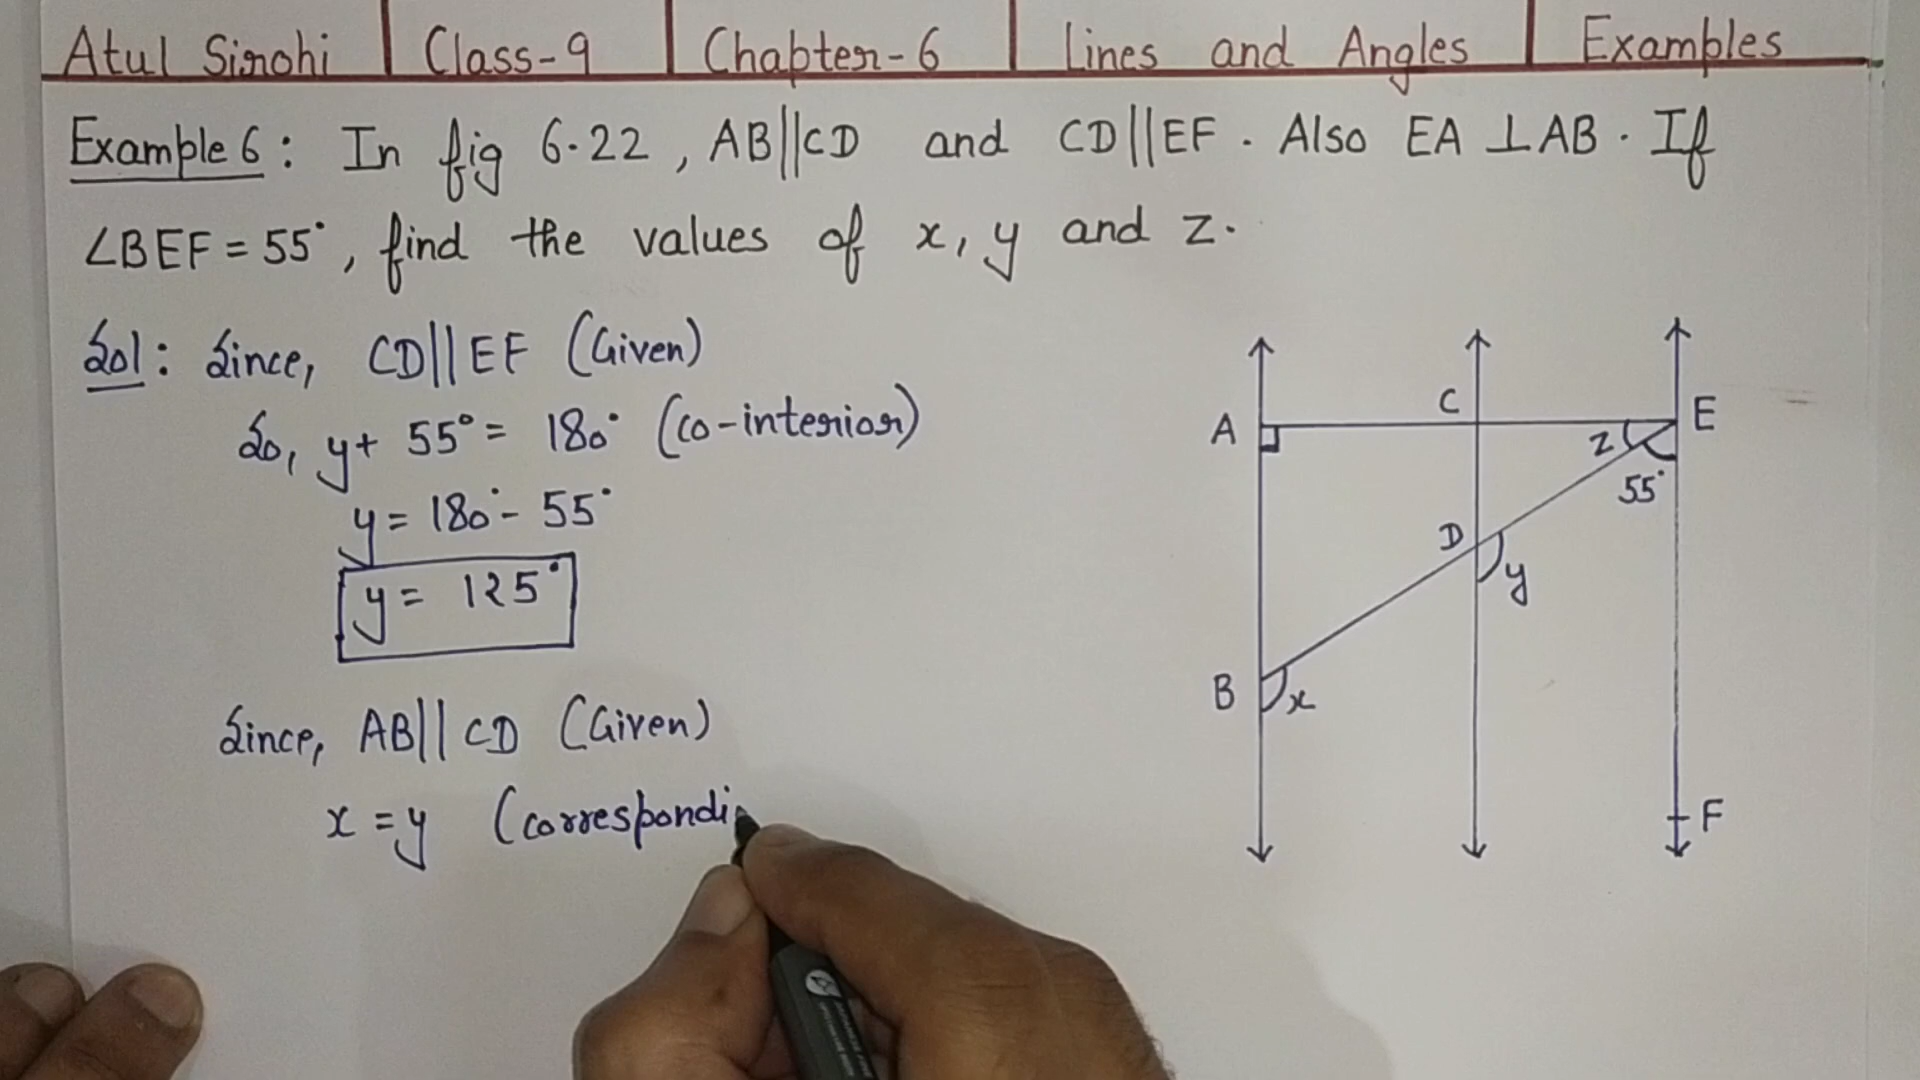 Atul Sirohi Class-9 Chapter-6 Lines and Angles Examples
Example 6: In fig 6.22, AB||CD and CD||EF. Also EA ⊥ AB. If
∠BEF = 55°, find the values of x, y and z.
Sol: Since, CD||EF (Given)
So, y + 55° = 180° (co-interior)
y = 180° - 55°
y = 125°
Since, AB||CD (Given)
x = y (correspondi
A
C
E
z
55°
D
y
B
x
F